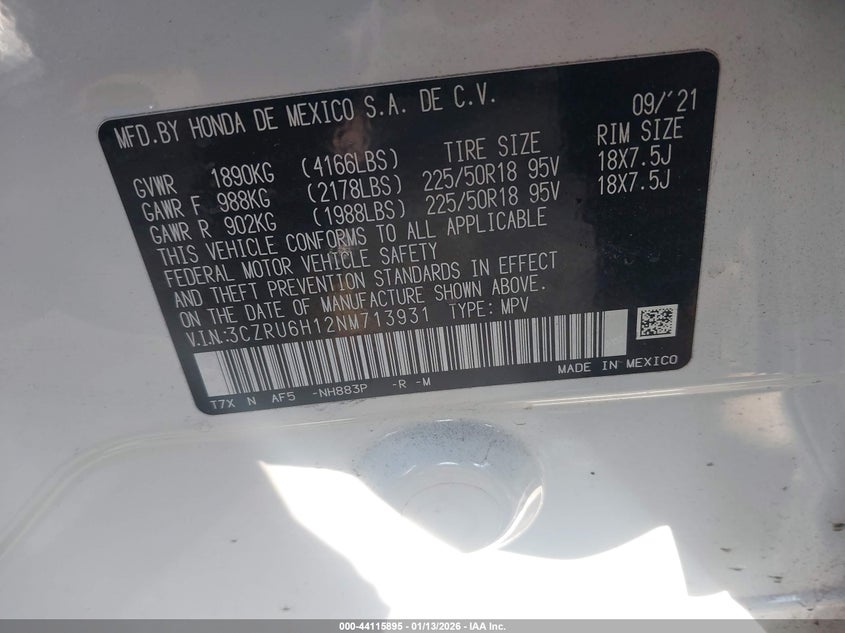 MFD.BY HONDA DE MEXICO S.A. DE C.V. 09/'21
GVWR 1890KG (4166LBS) TIRE SIZE RIM SIZE
GAWR F 988KG (2178LBS) 225/50R18 95V 18X7.5J
GAWR R 902KG (1988LBS) 225/50R18 95V 18X7.5J
THIS VEHICLE CONFORMS TO ALL APPLICABLE
FEDERAL MOTOR VEHICLE SAFETY
AND THEFT PREVENTION STANDARDS IN EFFECT
ON THE DATE OF MANUFACTURE SHOWN ABOVE.
V.IN.:3CZRU6H12NM713931 TYPE: MPV
MADE IN MEXICO
T7X N AF5 -NH883P -R -M
000-44115895 - 01/13/2026 - IAA Inc.